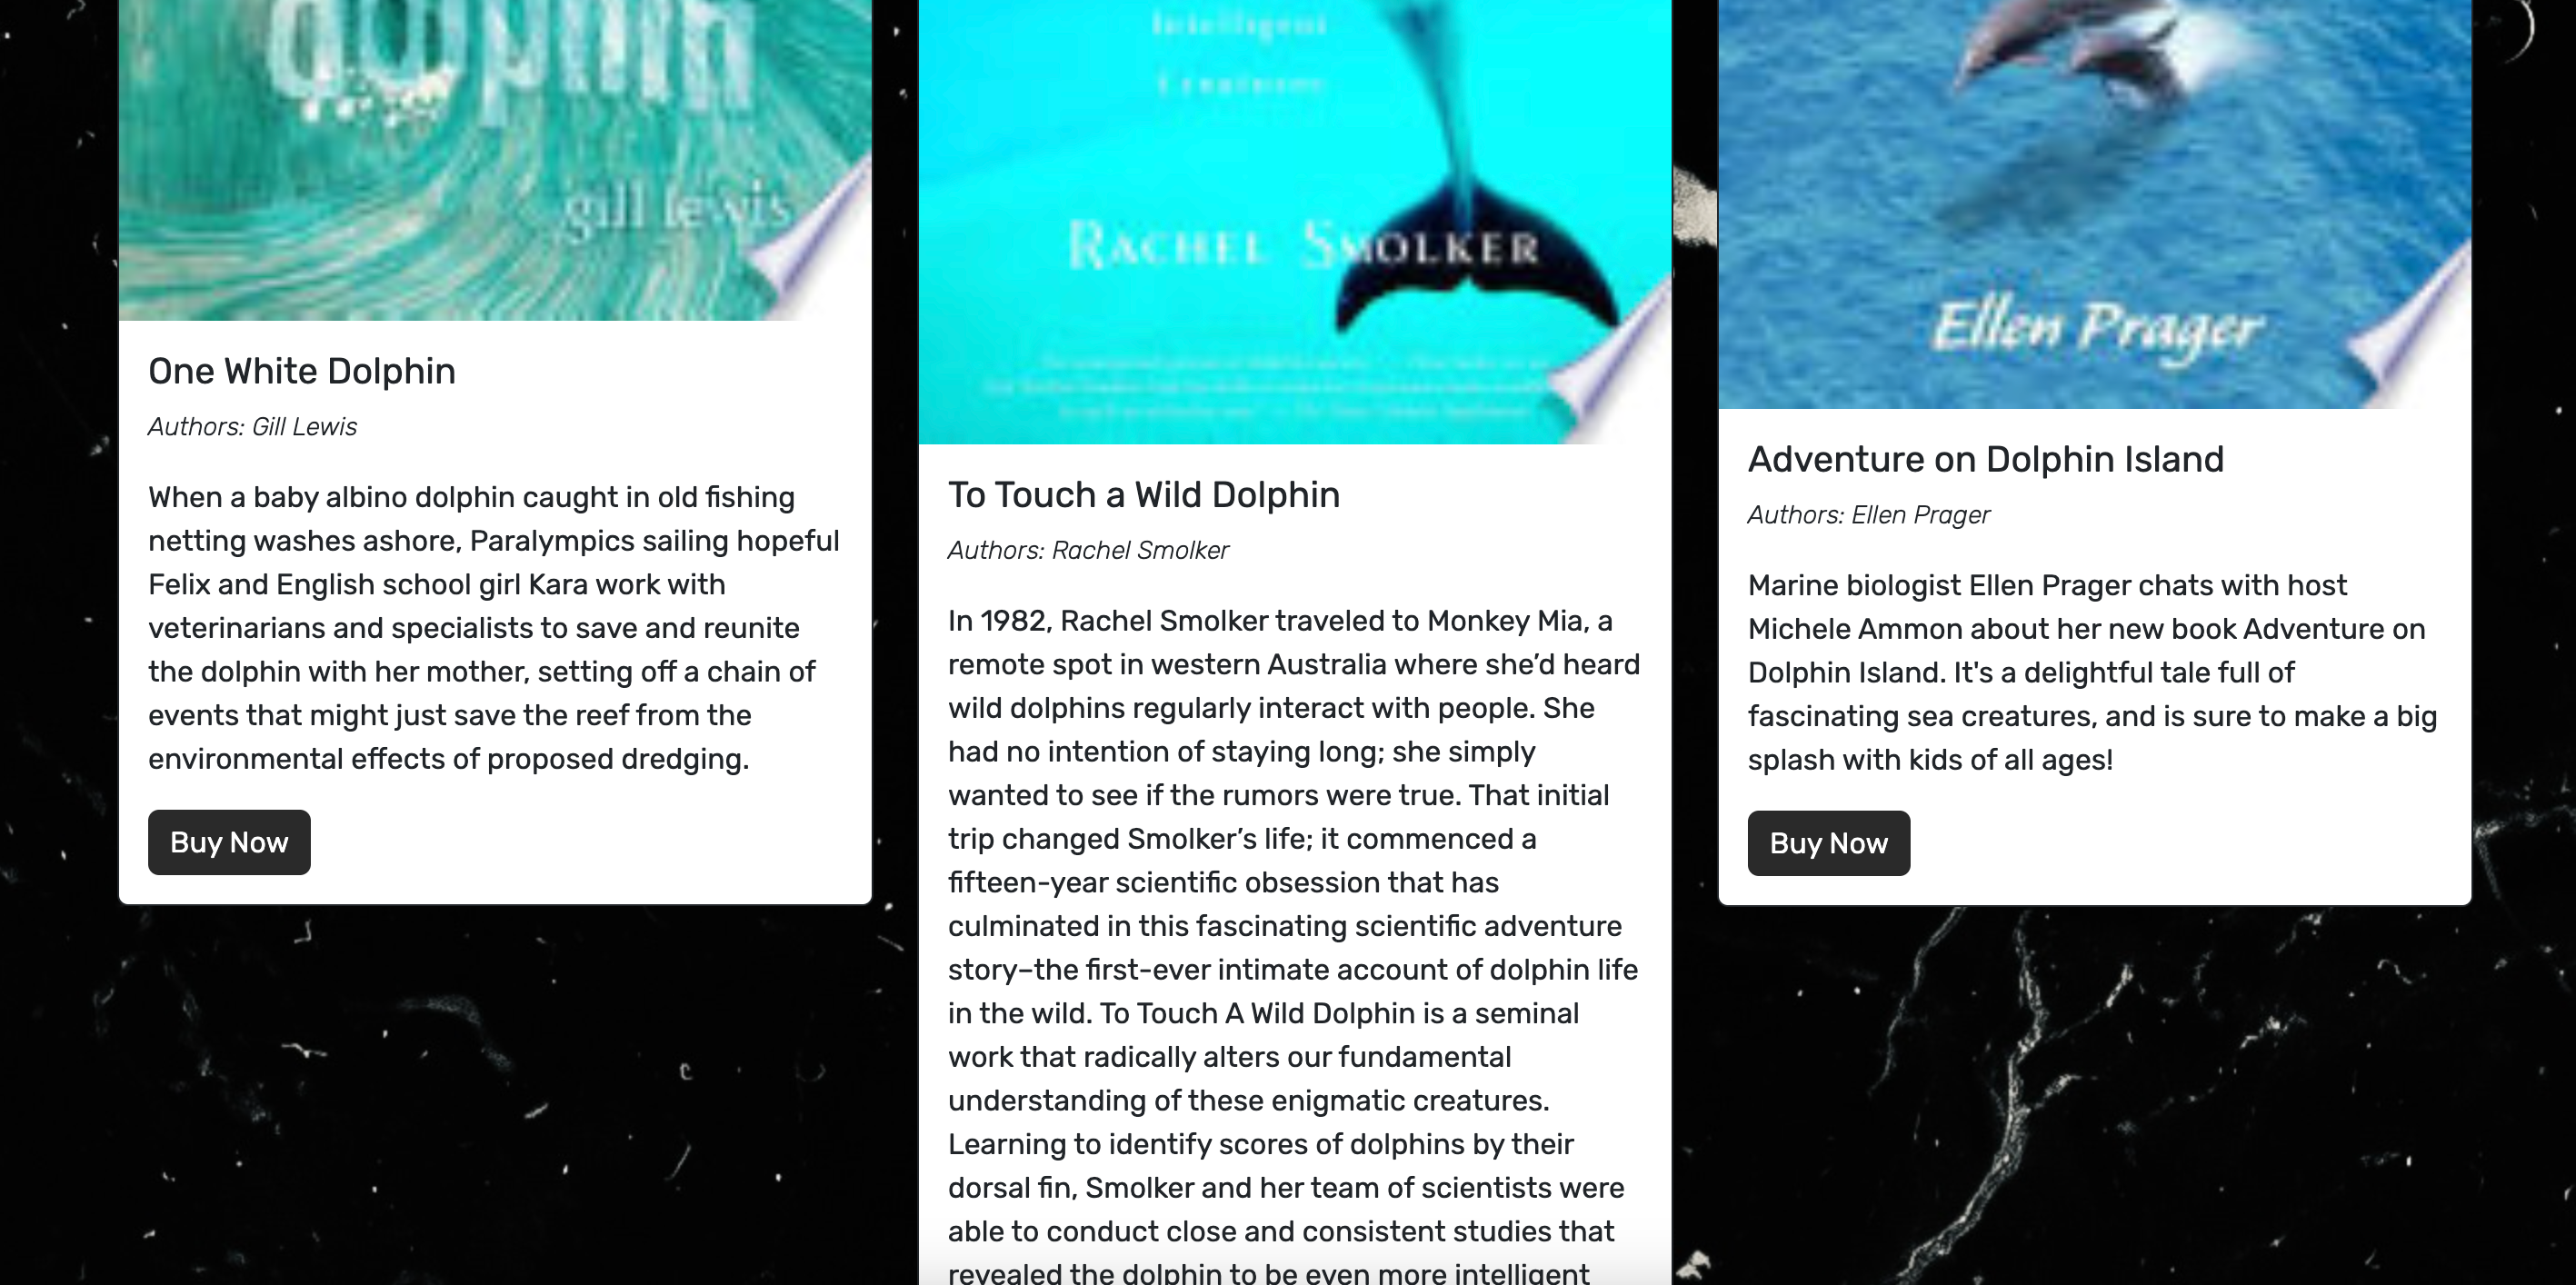 dolphin
gill lewis
One White Dolphin
Authors: Gill Lewis
When a baby albino dolphin caught in old fishing
netting washes ashore, Paralympics sailing hopeful
Felix and English school girl Kara work with
veterinarians and specialists to save and reunite
the dolphin with her mother, setting off a chain of
events that might just save the reef from the
environmental effects of proposed dredging.
Buy Now
Intelligent
Creatures
RACHEL SMOLKER
To Touch a Wild Dolphin
Authors: Rachel Smolker
In 1982, Rachel Smolker traveled to Monkey Mia, a
remote spot in western Australia where she’d heard
wild dolphins regularly interact with people. She
had no intention of staying long; she simply
wanted to see if the rumors were true. That initial
trip changed Smolker’s life; it commenced a
fifteen-year scientific obsession that has
culminated in this fascinating scientific adventure
story–the first-ever intimate account of dolphin life
in the wild. To Touch A Wild Dolphin is a seminal
work that radically alters our fundamental
understanding of these enigmatic creatures.
Learning to identify scores of dolphins by their
dorsal fin, Smolker and her team of scientists were
able to conduct close and consistent studies that
revealed the dolphin to be even more intelligent
Ellen Prager
Adventure on Dolphin Island
Authors: Ellen Prager
Marine biologist Ellen Prager chats with host
Michele Ammon about her new book Adventure on
Dolphin Island. It's a delightful tale full of
fascinating sea creatures, and is sure to make a big
splash with kids of all ages!
Buy Now